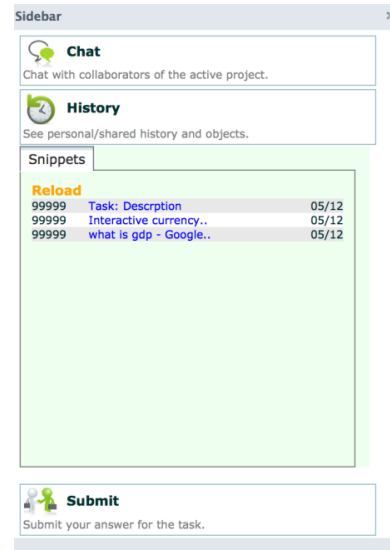 Sidebar
Chat
Chat with collaborators of the active project.
History
See personal/shared history and objects.
Snippets
Reload
99999 Task: Descrption 05/12
99999 Interactive currency.. 05/12
99999 what is gdp - Google.. 05/12
Submit
Submit your answer for the task.